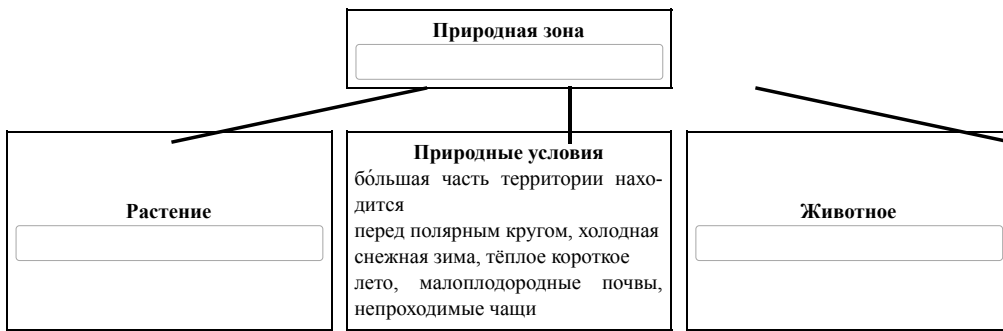 Природная зона
Растение
Природные условия
бо́льшая часть территории нахо-
дится
перед полярным кругом, холодная
снежная зима, тёплое короткое
лето, малоплодородные почвы,
непроходимые чащи
Животное